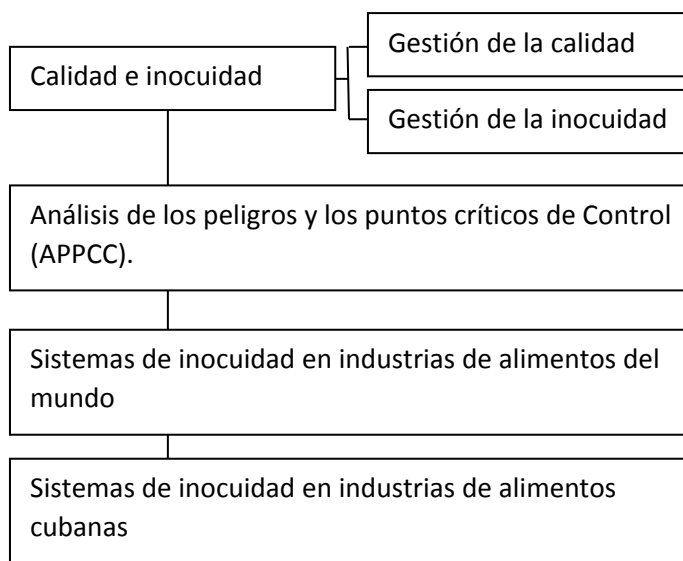 Gestión de la calidad
Calidad e inocuidad
Gestión de la inocuidad
Análisis de los peligros y los puntos críticos de Control
(APPCC).
Sistemas de inocuidad en industrias de alimentos del
mundo
Sistemas de inocuidad en industrias de alimentos
cubanas